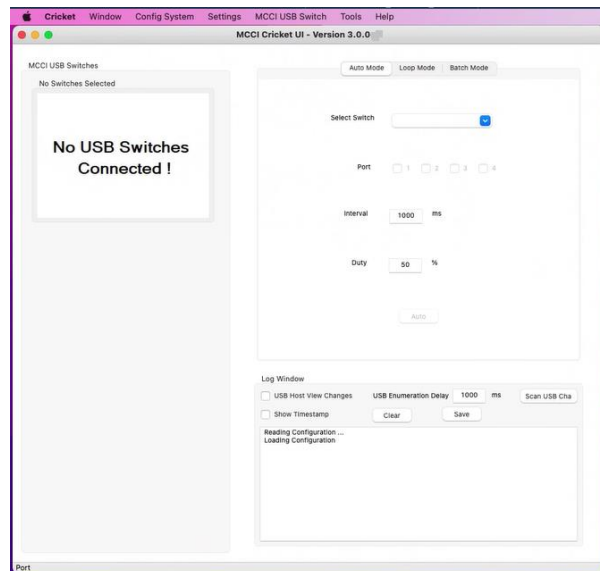 Cricket Window Config System Settings MCCI USB Switch Tools Help
MCCI Cricket UI - Version 3.0.0
MCCI USB Switches
No Switches Selected
No USB Switches
Connected !
Auto Mode Loop Mode Batch Mode
Select Switch
Port 1 2 3 4
Interval 1000 ms
Duty 50 %
Auto
Log Window
USB Host View Changes USB Enumeration Delay 1000 ms Scan USB Cha
Show Timestamp Clear Save
Reading Configuration ...
Loading Configuration
Port